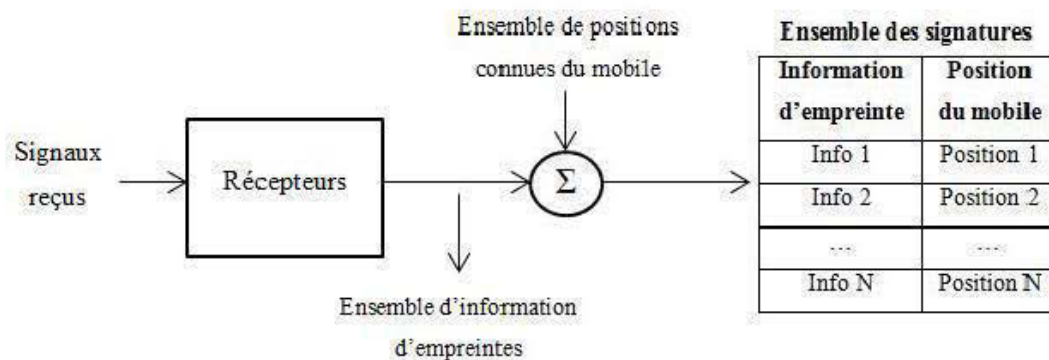 Signaux
reçus
Récepteurs
Ensemble d'information
d'empreintes
Ensemble de positions
connues du mobile
Σ
Ensemble des signatures
Information
d'empreinte
Position
du mobile
Info 1
Position 1
Info 2
Position 2
...
...
Info N
Position N